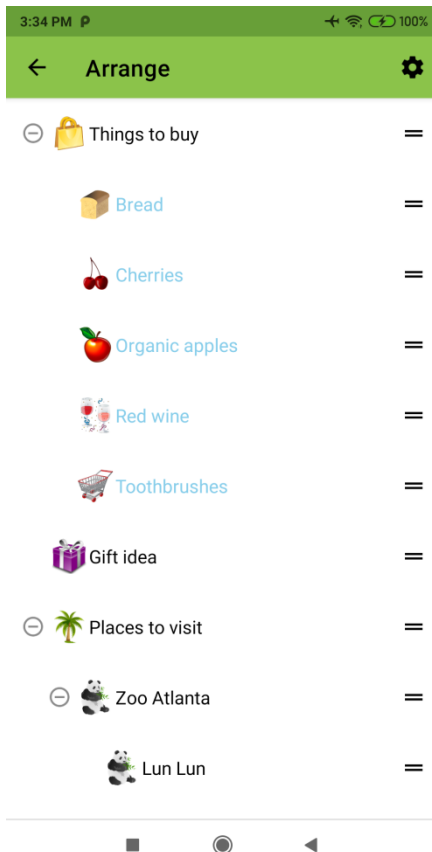 3:34 PM
100%
Arrange
Things to buy
Bread
Cherries
Organic apples
Red wine
Toothbrushes
Gift idea
Places to visit
Zoo Atlanta
Lun Lun